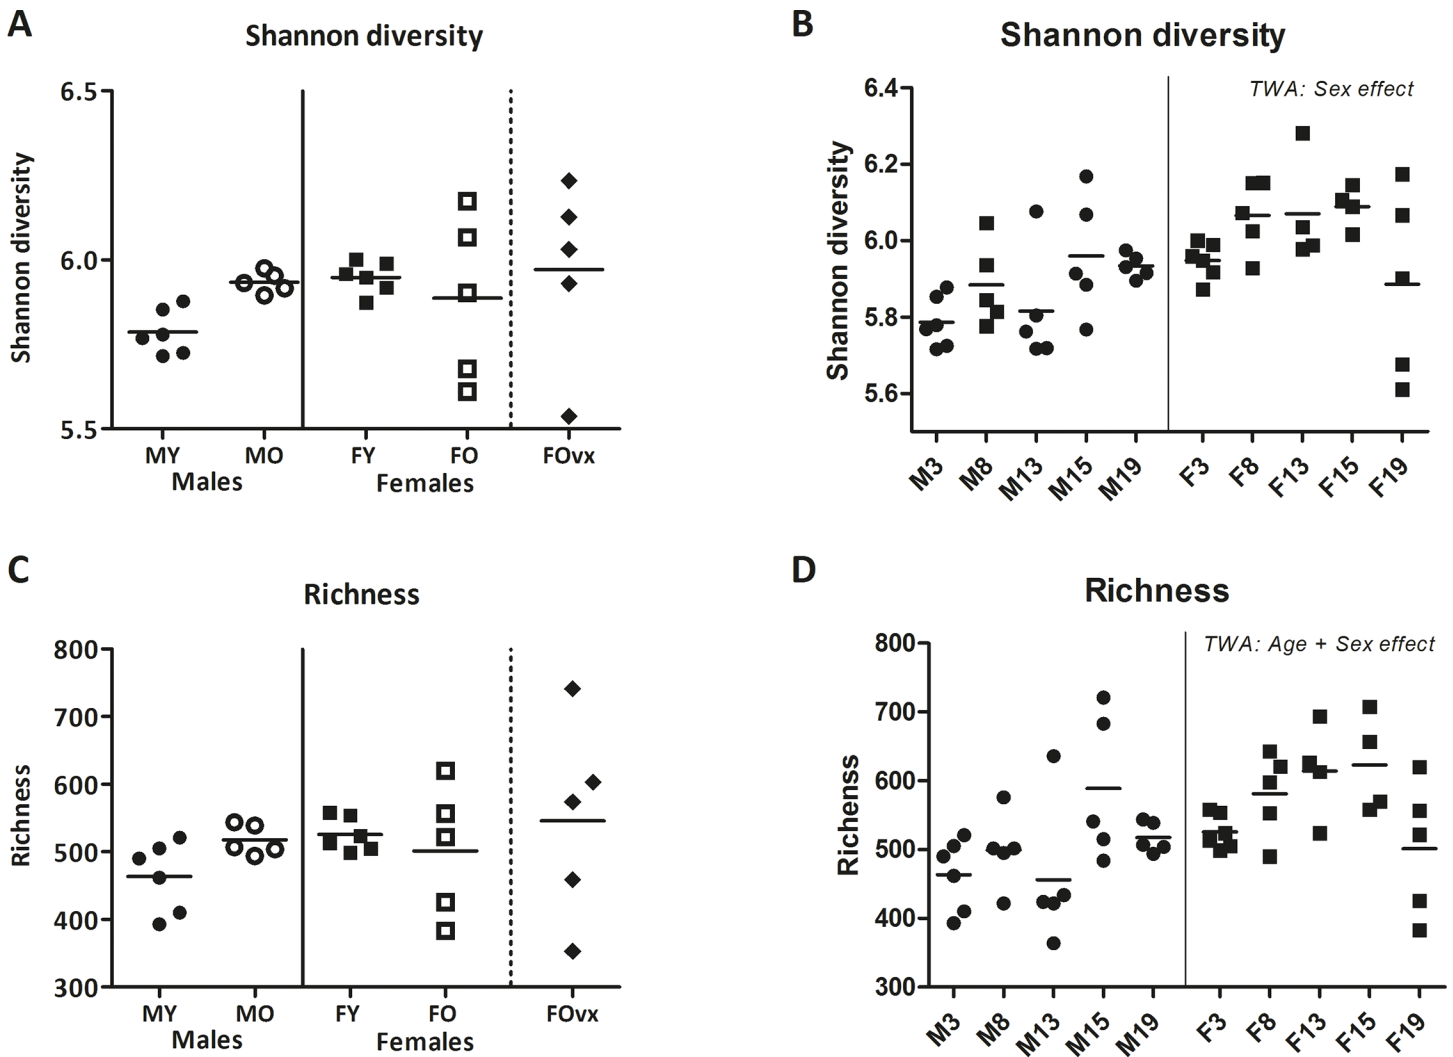 A
Shannon diversity
Shannon diversity
6.5
6.0
5.5
MY MO FY FO FOvx
Males Females
B
Shannon diversity
TWA: Sex effect
Shannon diversity
6.4
6.2
6.0
5.8
5.6
M3 M8 M13 M15 M19 F3 F8 F13 F15 F19
C
Richness
Richness
800
700
600
500
400
300
MY MO FY FO FOvx
Males Females
D
Richness
TWA: Age + Sex effect
Richenss
800
700
600
500
400
300
M3 M8 M13 M15 M19 F3 F8 F13 F15 F19